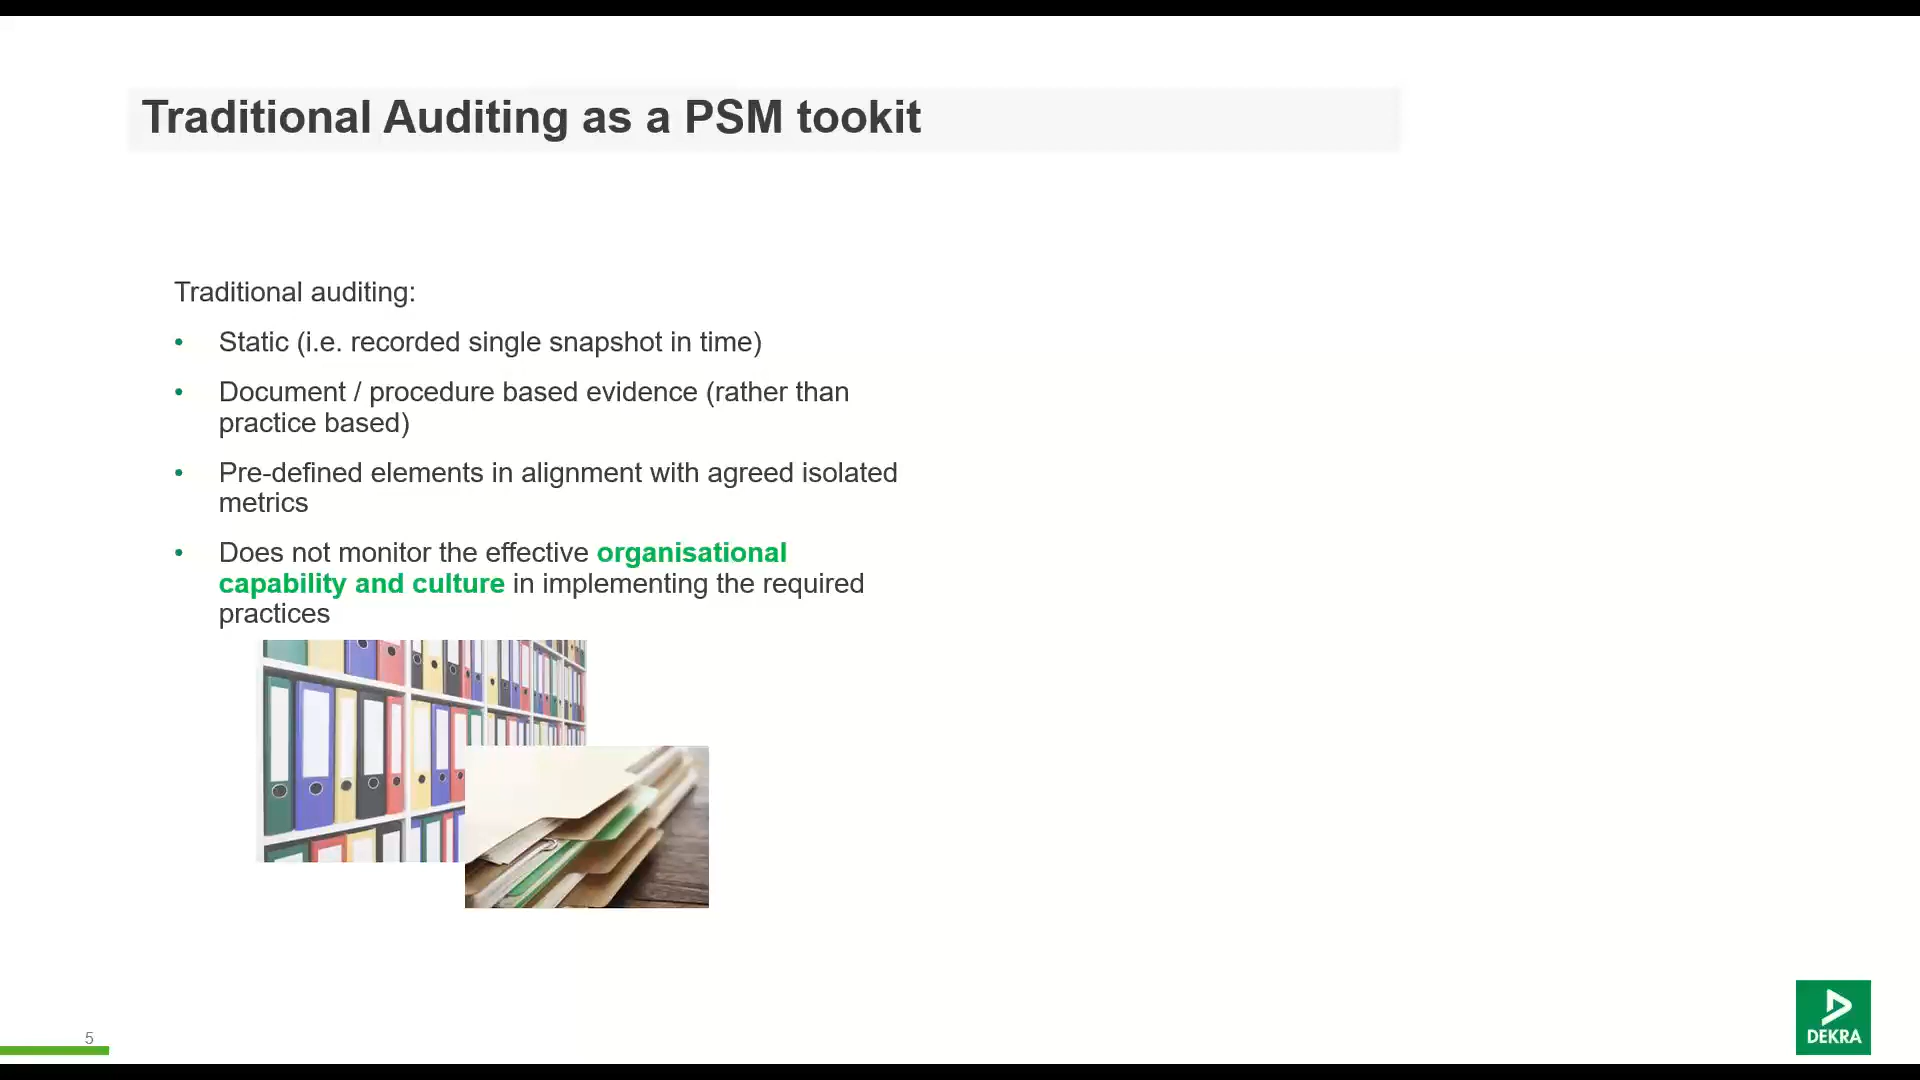 Traditional Auditing as a PSM tookit
Traditional auditing:
• Static (i.e. recorded single snapshot in time)
• Document / procedure based evidence (rather than
practice based)
• Pre-defined elements in alignment with agreed isolated
metrics
• Does not monitor the effective organisational
capability and culture in implementing the required
practices
5
DEKRA